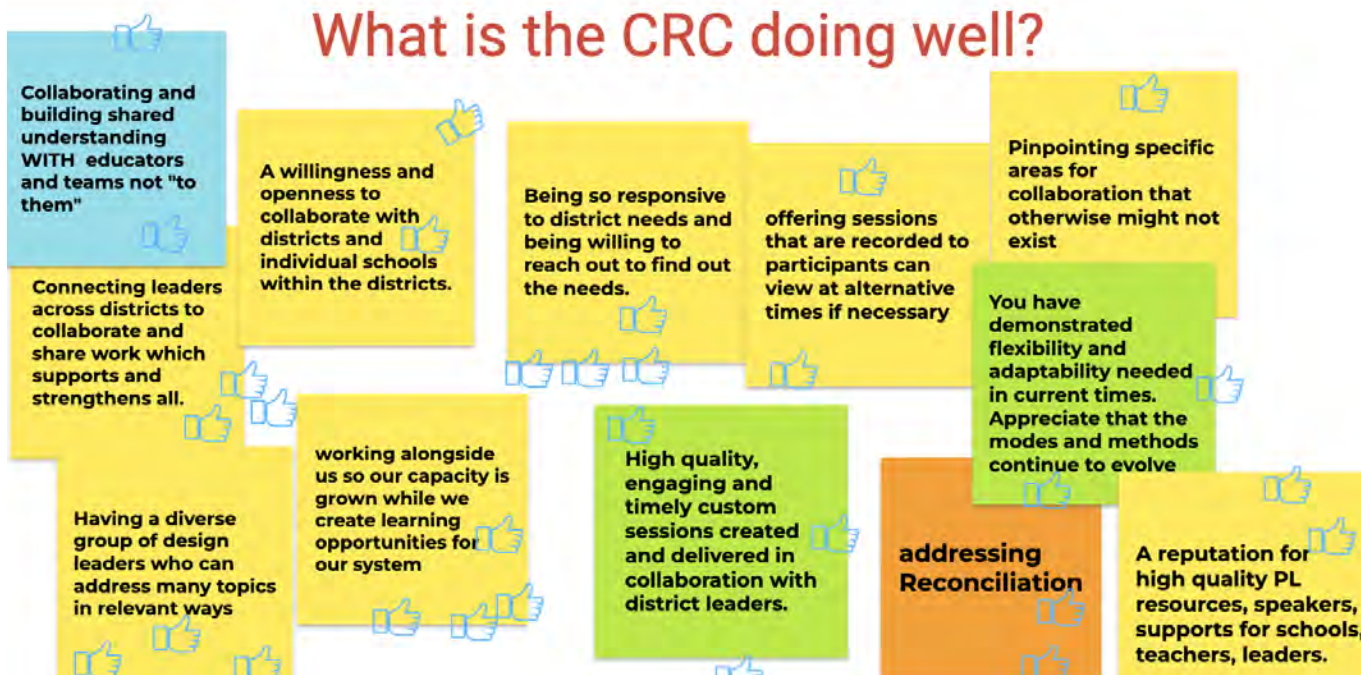 What is the CRC doing well?
Collaborating and
building shared
understanding
WITH educators
and teams not "to
them"
A willingness and
openness to
collaborate with
districts and
individual schools
within the districts.
Being so responsive
to district needs and
being willing to
reach out to find out
the needs.
offering sessions
that are recorded to
participants can
view at alternative
times if necessary
Pinpointing specific
areas for
collaboration that
otherwise might not
exist
Connecting leaders
across districts to
collaborate and
share work which
supports and
strengthens all.
You have
demonstrated
flexibility and
adaptability needed
in current times.
Appreciate that the
modes and methods
continue to evolve
Having a diverse
group of design
leaders who can
address many topics
in relevant ways
working alongside
us so our capacity is
grown while we
create learning
opportunities for
our system
High quality,
engaging and
timely custom
sessions created
and delivered in
collaboration with
district leaders.
addressing
Reconciliation
A reputation for
high quality PL
resources, speakers,
supports for schools,
teachers, leaders.